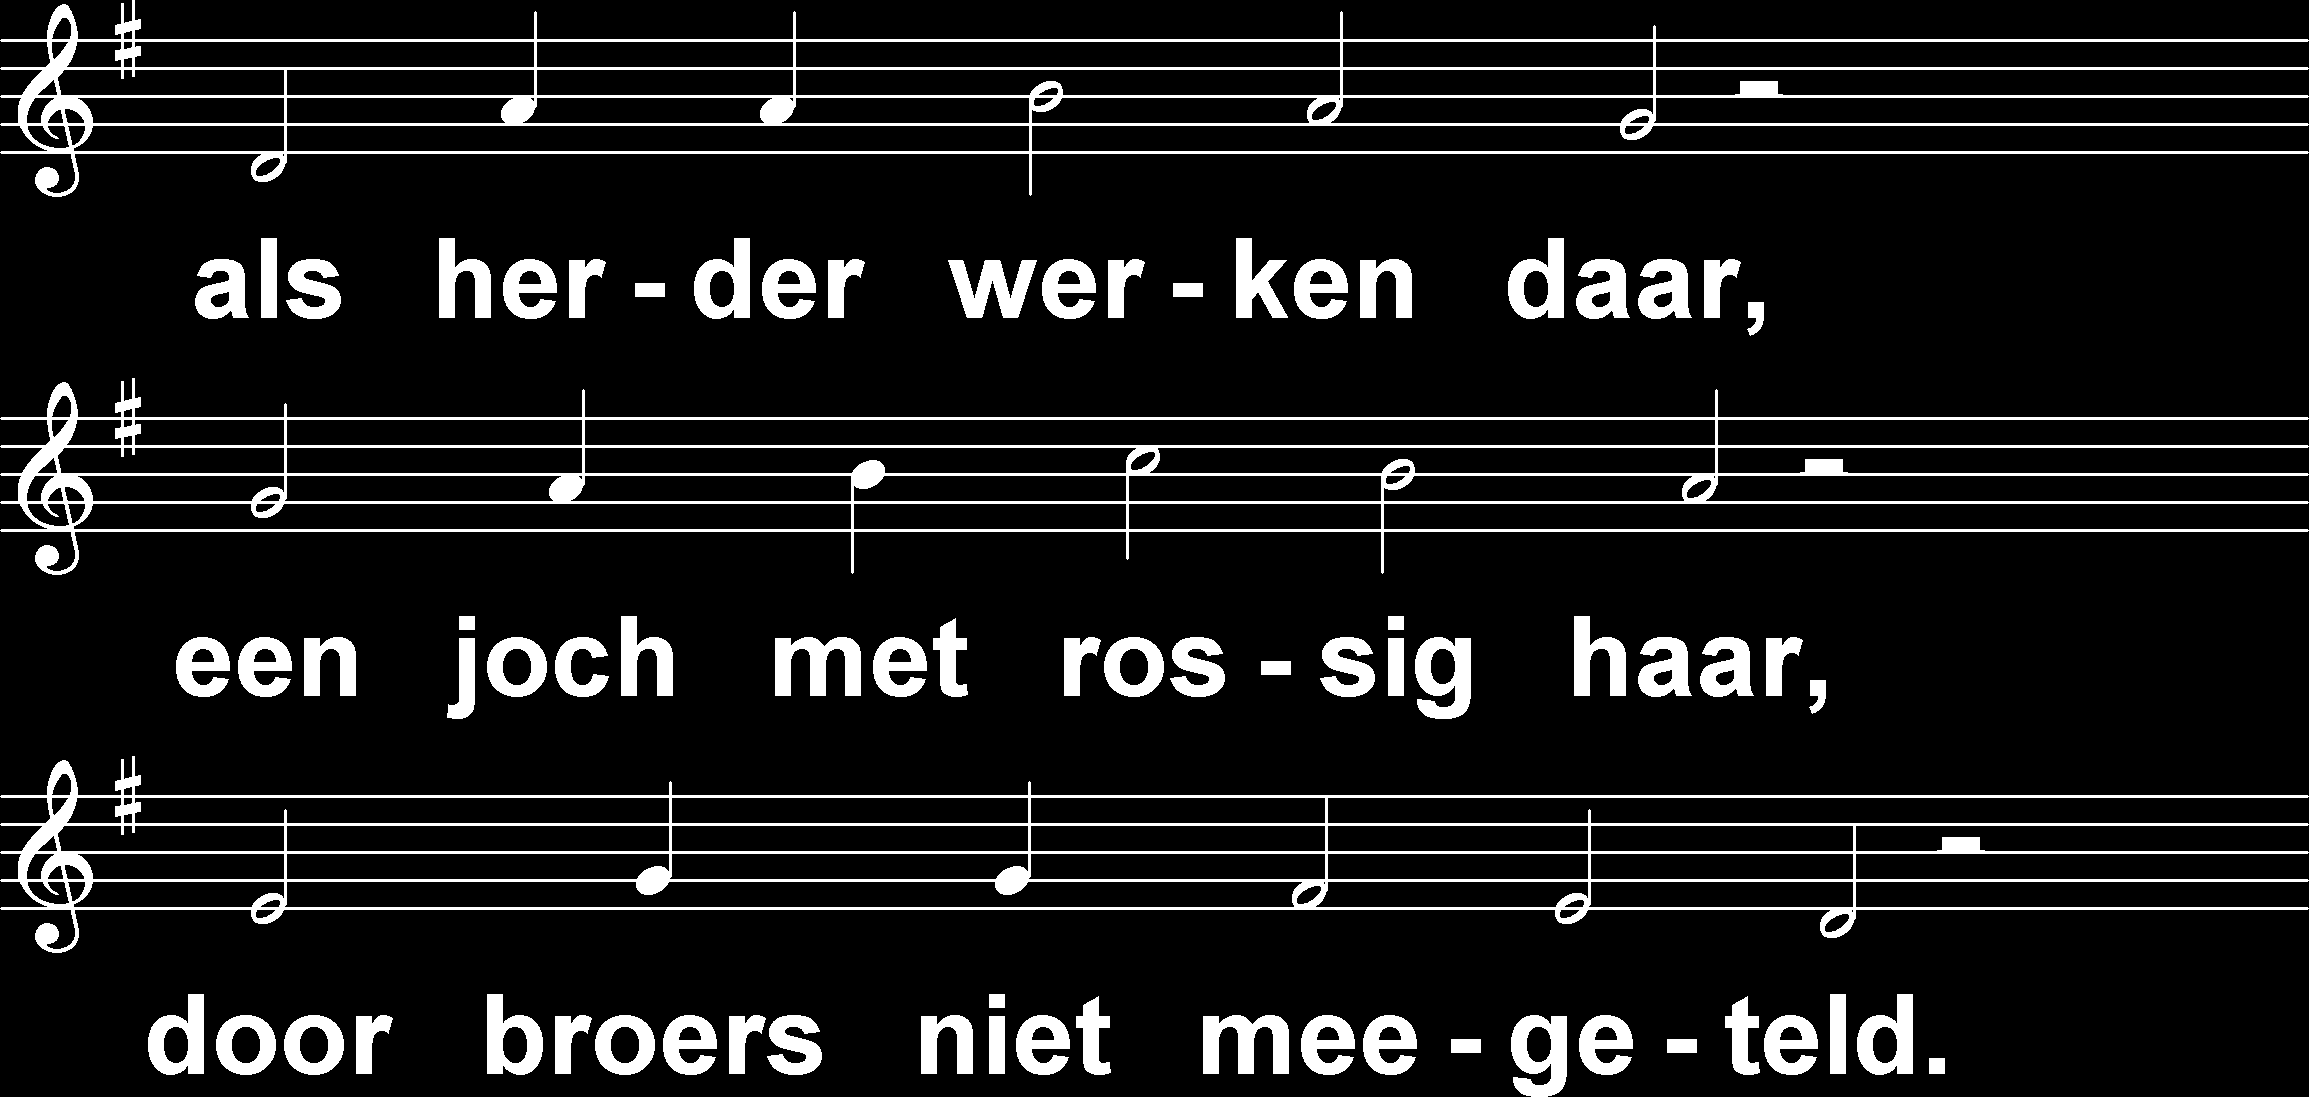 als her - der wer - ken daar,
een joch met ros - sig haar,
door broers niet mee - ge - teld.